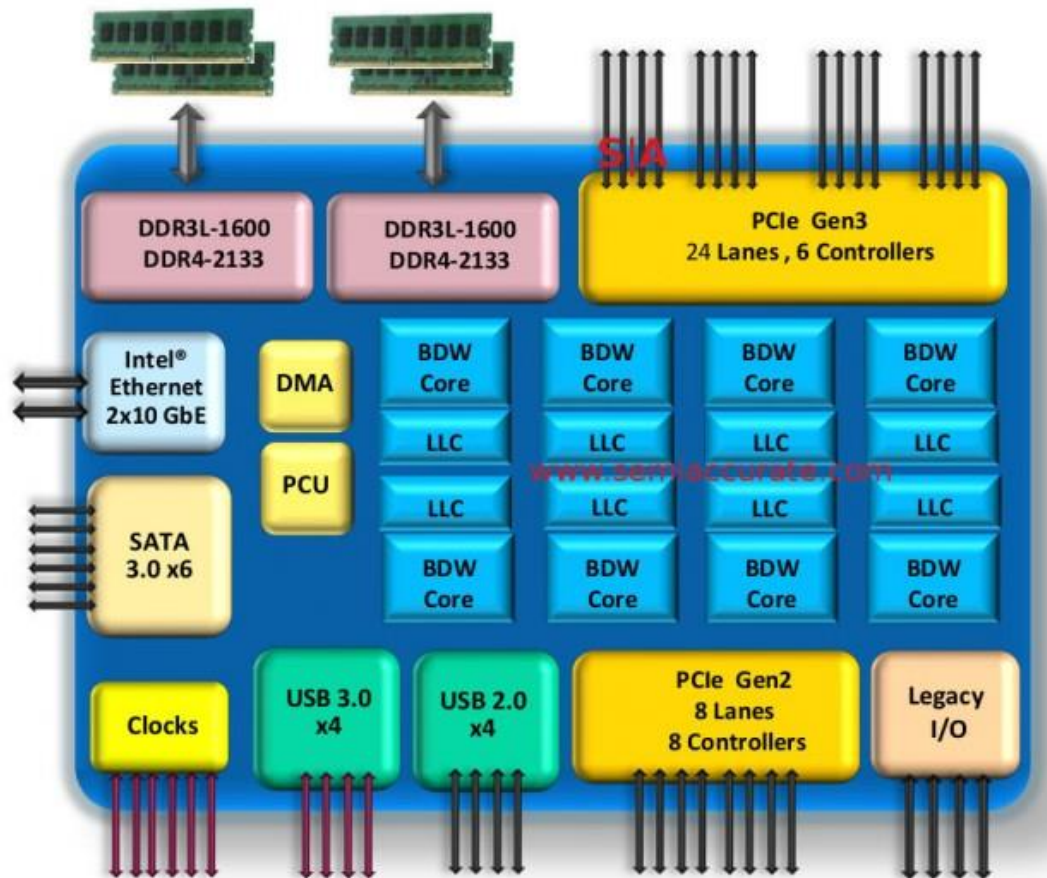 S|A
DDR3L-1600
DDR4-2133
DDR3L-1600
DDR4-2133
PCIe Gen3
24 Lanes , 6 Controllers
Intel®
Ethernet
2x10 GbE
DMA
PCU
BDW
Core
BDW
Core
BDW
Core
BDW
Core
LLC
LLC
LLC
LLC
www.semiaccurate.com
LLC
LLC
LLC
LLC
BDW
Core
BDW
Core
BDW
Core
BDW
Core
SATA
3.0 x6
Clocks
USB 3.0
x4
USB 2.0
x4
PCIe Gen2
8 Lanes
8 Controllers
Legacy
I/O